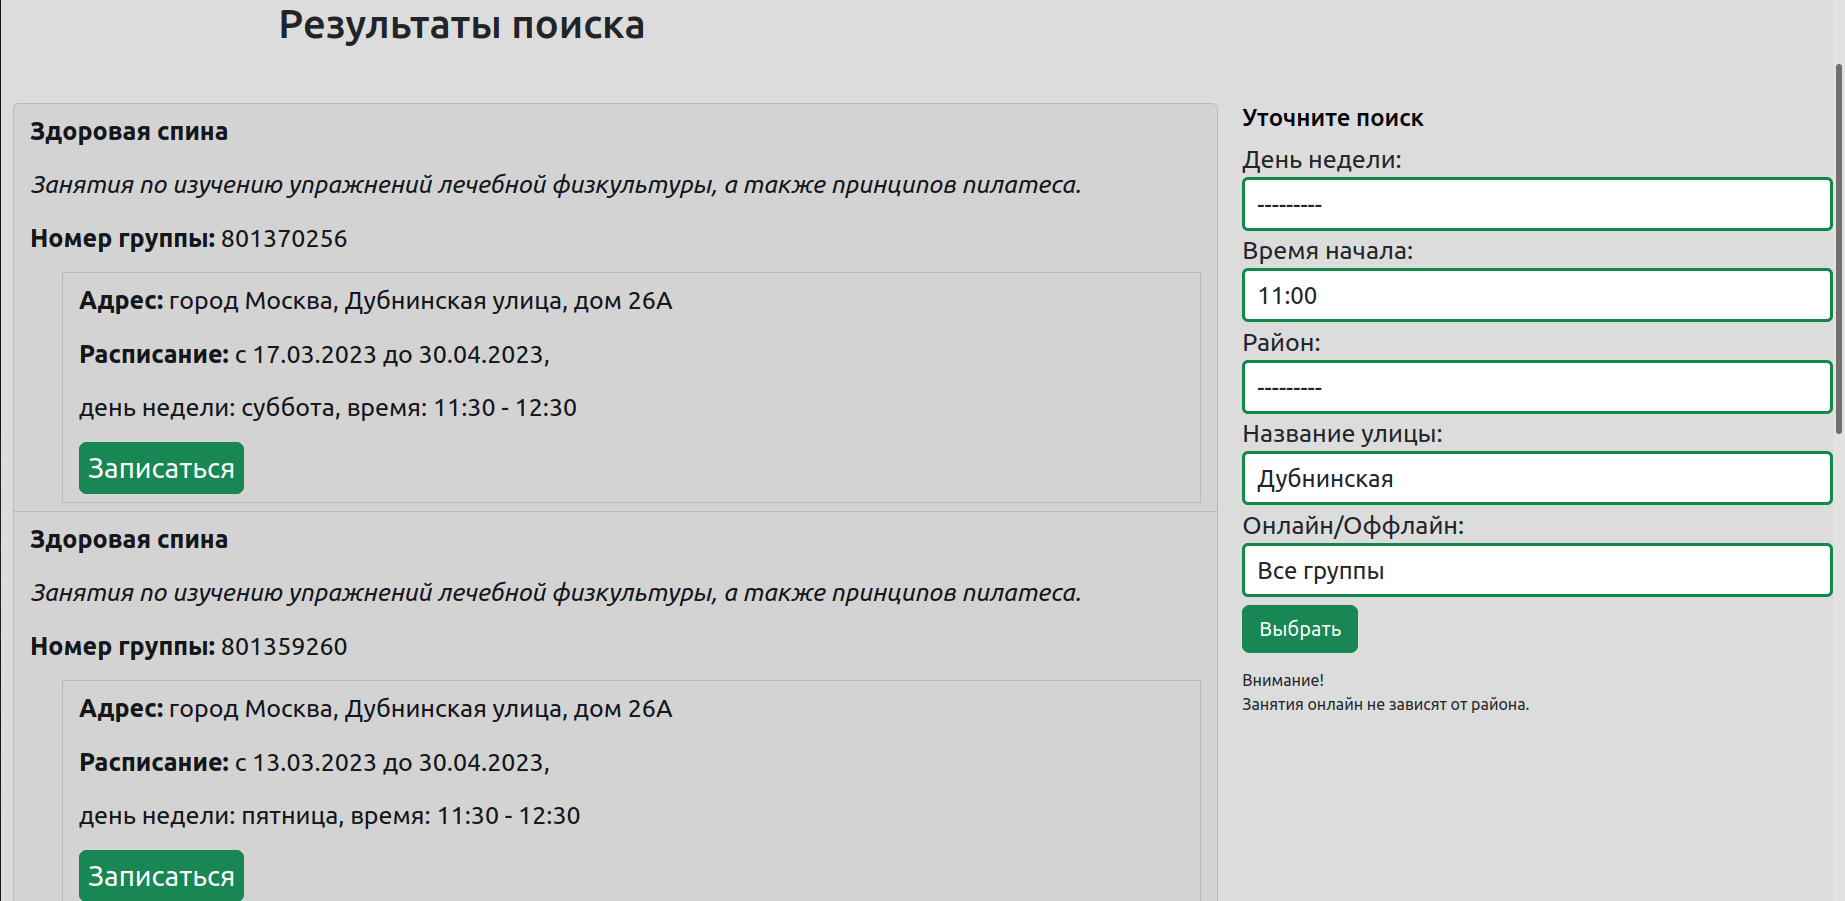 Результаты поиска
Здоровая спина
Занятия по изучению упражнений лечебной физкультуры, а также принципов пилатеса.
Номер группы: 801370256
Адрес: город Москва, Дубнинская улица, дом 26А
Расписание: с 17.03.2023 до 30.04.2023,
день недели: суббота, время: 11:30 - 12:30
Записаться
Здоровая спина
Занятия по изучению упражнений лечебной физкультуры, а также принципов пилатеса.
Номер группы: 801359260
Адрес: город Москва, Дубнинская улица, дом 26А
Расписание: с 13.03.2023 до 30.04.2023,
день недели: пятница, время: 11:30 - 12:30
Записаться
Уточните поиск
День недели:
---------
Время начала:
11:00
Район:
---------
Название улицы:
Дубнинская
Онлайн/Оффлайн:
Все группы
Выбрать
Внимание!
Занятия онлайн не зависят от района.